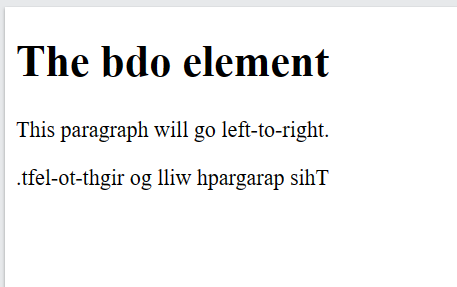 The bdo element
This paragraph will go left-to-right.
.tfel-ot-thgir og lliw hpargarap sihT